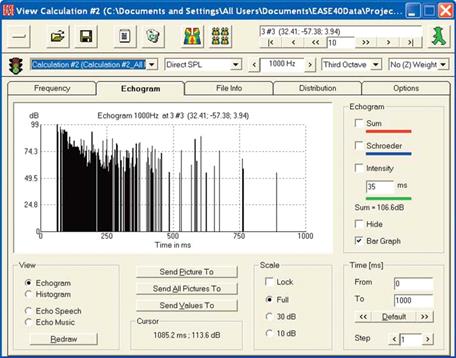 View Calculation #2 (C:\Documents and Settings\All Users\Documents\EASE40Data\Projec...
3 #3 (32.41; -57.38; 3.94)
|< < << 10 >> > >|
Calculation #2 (Calculation_#2_All
Direct SPL
< 1000 Hz >
Third Octave
No (Z) Weight
Frequency
Echogram
File Info
Distribution
Options
dB
Echogram 1000Hz at 3 #3 (32.41; -57.38; 3.94)
99
74.3
49.5
24.8
0
0 250 500 750 1000
Time in ms
Echogram
Sum
Schroeder
Intensity
35 ms
Sum = 106.6dB
Hide
Bar Graph
View
Echogram
Histogram
Echo Speech
Echo Music
Redraw
Send Picture To
Send All Pictures To
Send Values To
Cursor
1085.2 ms ; 113.6 dB
Scale
Lock
Full
30 dB
10 dB
Time [ms]
From 0
To 1000
<< Default >>
Step < 1 >